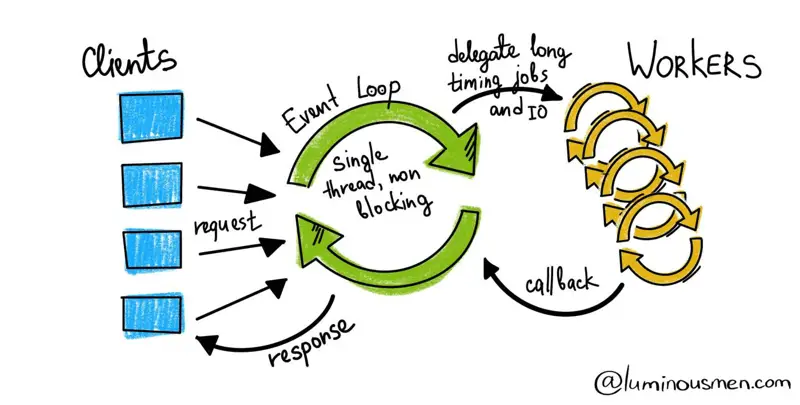 Clients
Event Loop
delegate long
timing jobs
and IO
WORKERS
single
thread, non
blocking
request
callback
response
@luminousmen.com